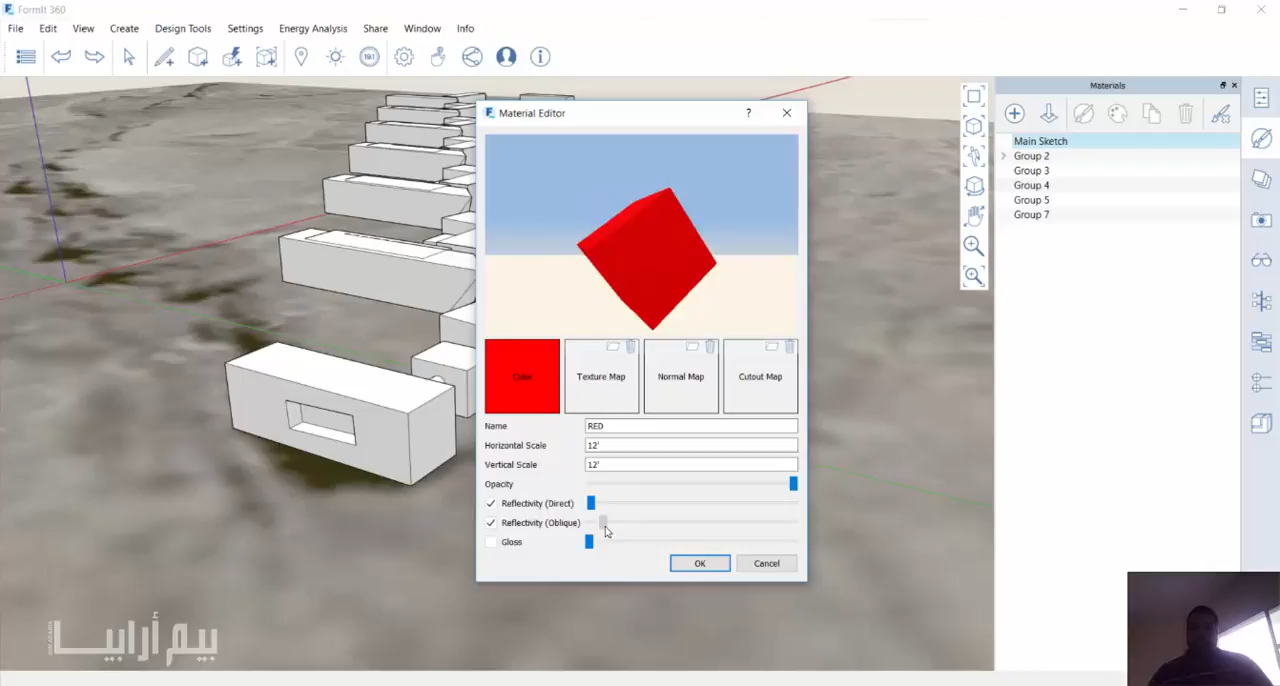 FormIt 360
File Edit View Create Design Tools Settings Energy Analysis Share Window Info
191
Materials
Main Sketch
Group 2
Group 3
Group 4
Group 5
Group 7
Material Editor
?
Color
Texture Map
Normal Map
Cutout Map
Name RED
Horizontal Scale 12'
Vertical Scale 12'
Opacity
Reflectivity (Direct)
Reflectivity (Oblique)
Gloss
OK Cancel
بيم أرابيا